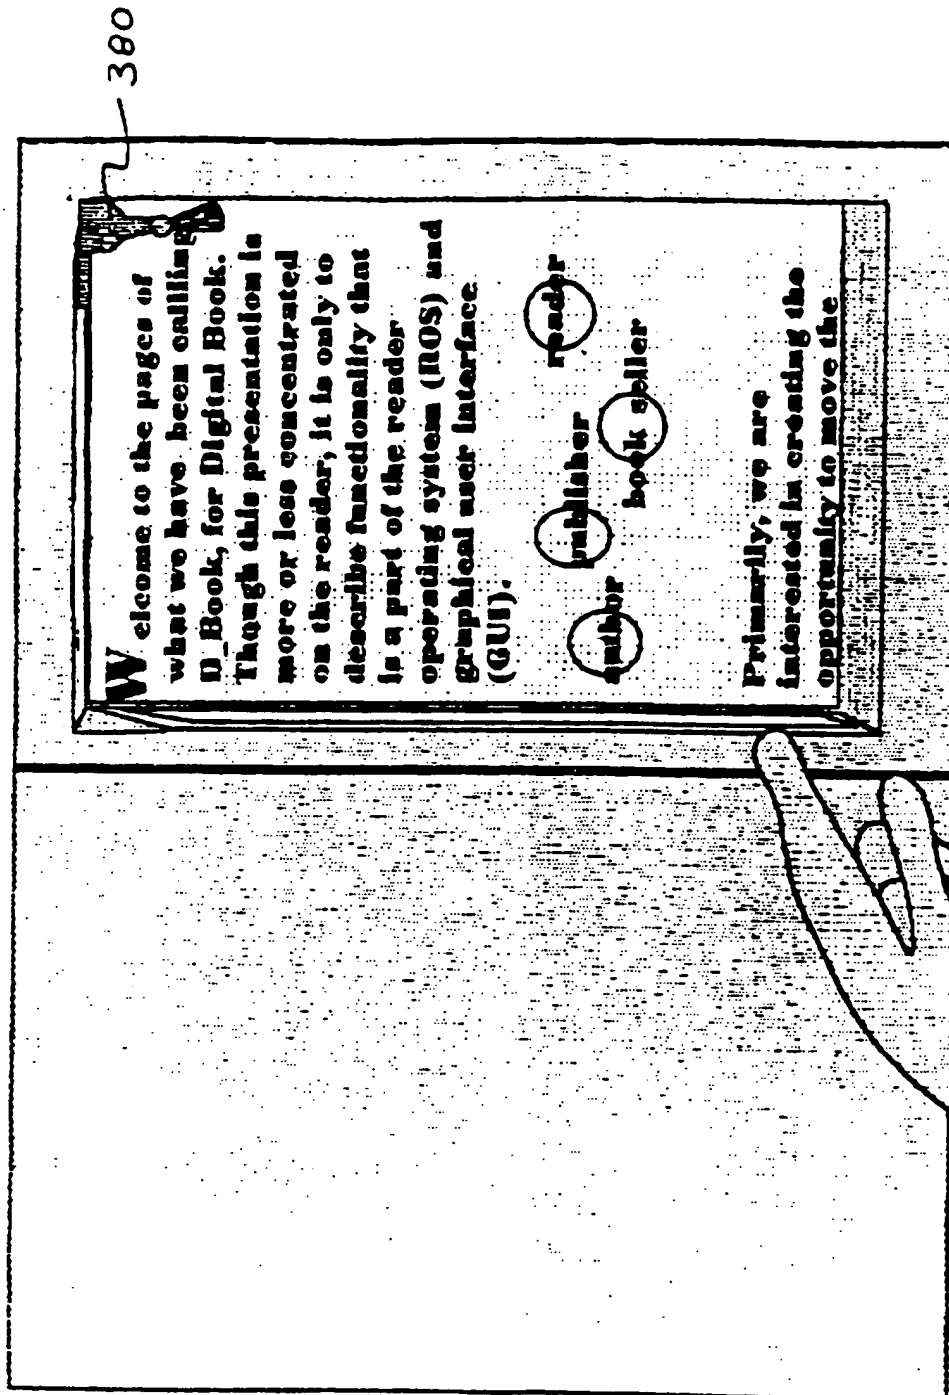 380
Welcome to the pages of
what we have been callling
D_Book, for Digital Book.
Though this presentation is
more or less concentrated
on the reader, it is only to
describe functionality that
is a part of the reader
operating system (ROS) and
graphical user interface
(GUI).
author publisher reader
book seller
Primarily, we are
interested in creating the
opportunity to move the